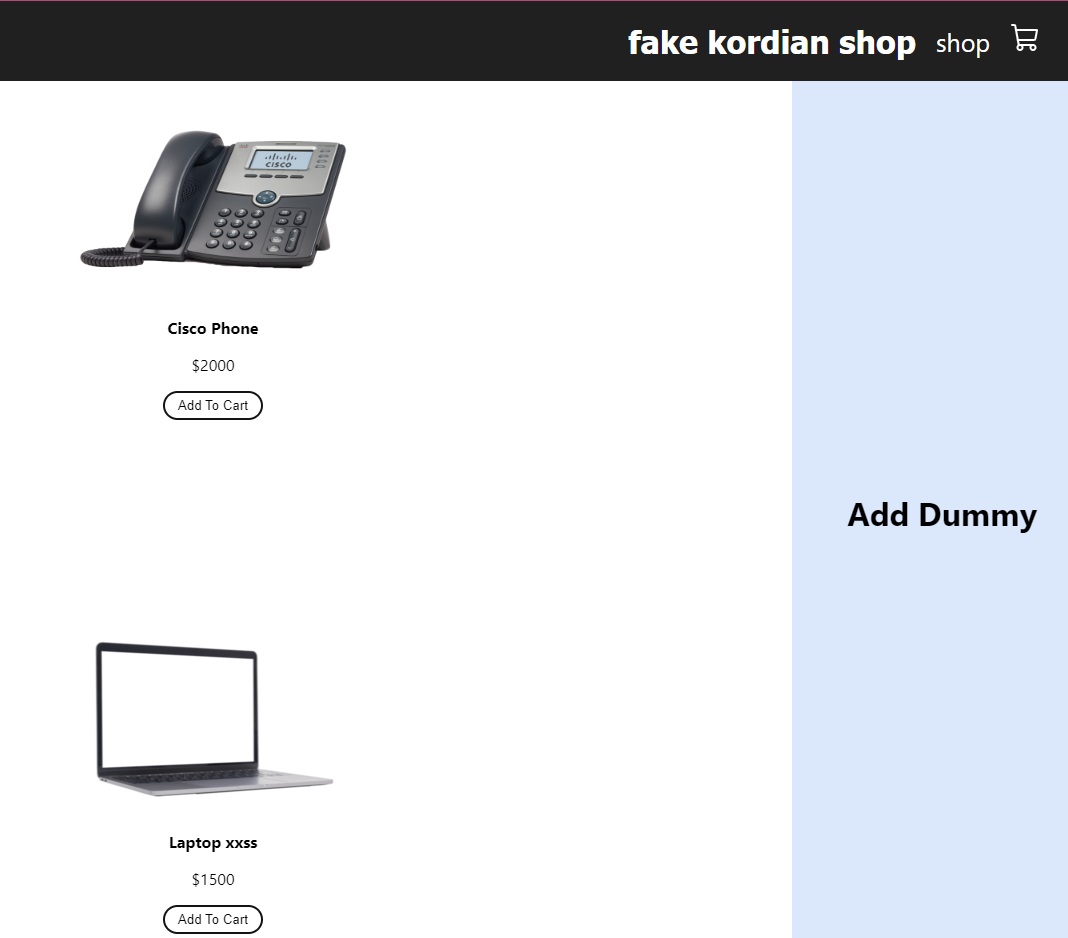 fake kordian shop
shop
CISCO
Cisco Phone
$2000
Add To Cart
Add Dummy
Laptop xxss
$1500
Add To Cart